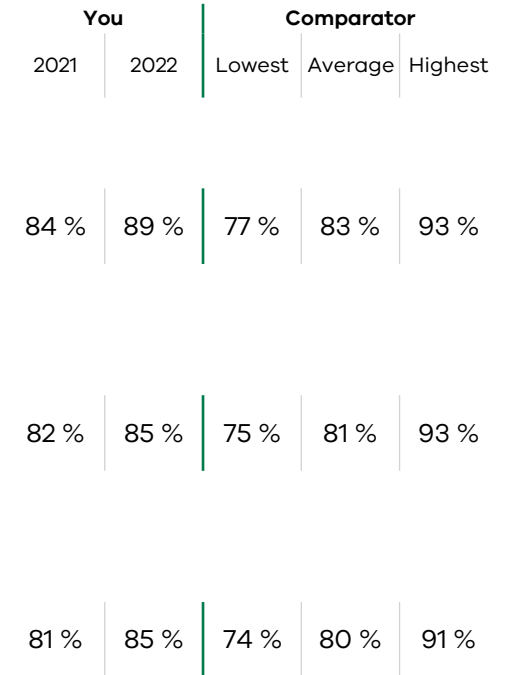 You Comparator
2021 2022 Lowest Average Highest
84 % 89 % 77 % 83 % 93 %
82 % 85 % 75 % 81 % 93 %
81 % 85 % 74 % 80 % 91 %